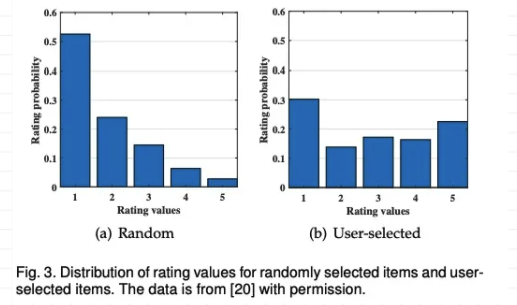 0.6
0.5
0.4
0.3
0.2
0.1
0
Rating probability
1 2 3 4 5
Rating values
(a) Random
0.6
0.5
0.4
0.3
0.2
0.1
0
Rating probability
1 2 3 4 5
Rating values
(b) User-selected
Fig. 3. Distribution of rating values for randomly selected items and user-
selected items. The data is from [20] with permission.